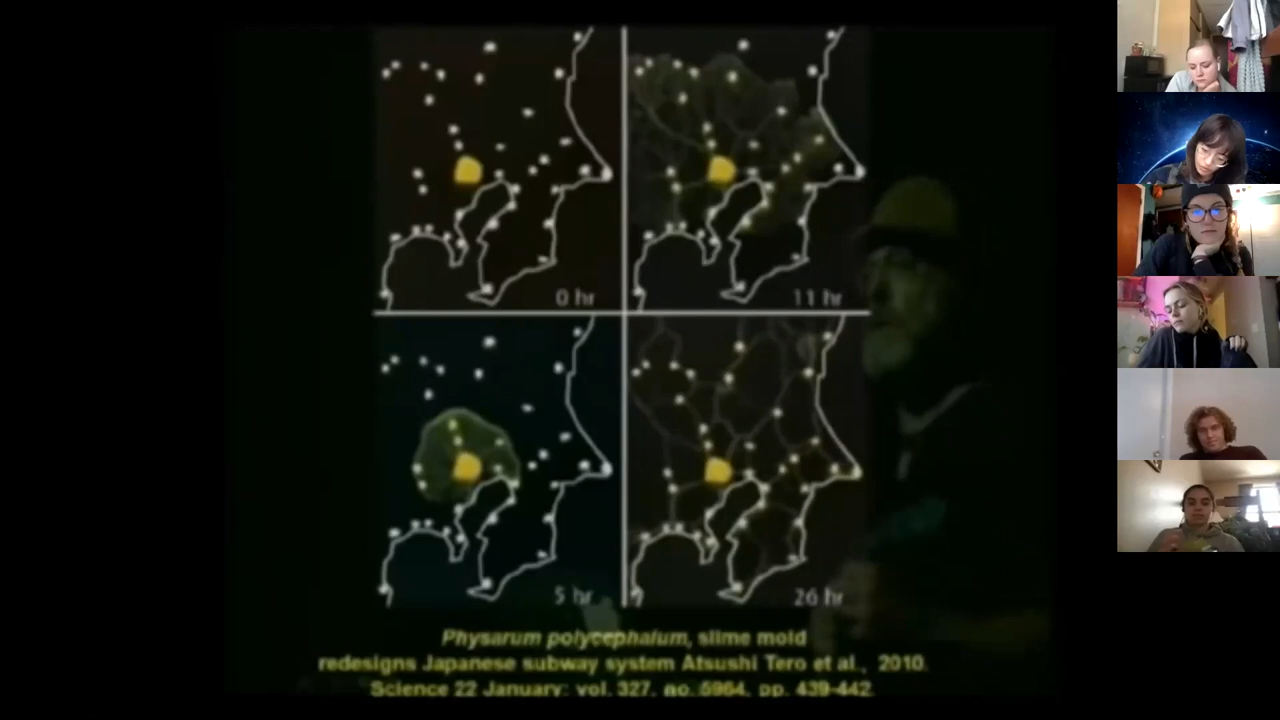 0 hr
11 hr
5 hr
26 hr
Physarum polycephalum, slime mold
redesigns Japanese subway system Atsushi Tero et al., 2010.
Science 22 January: vol. 327. no. 5964, pp. 439-442